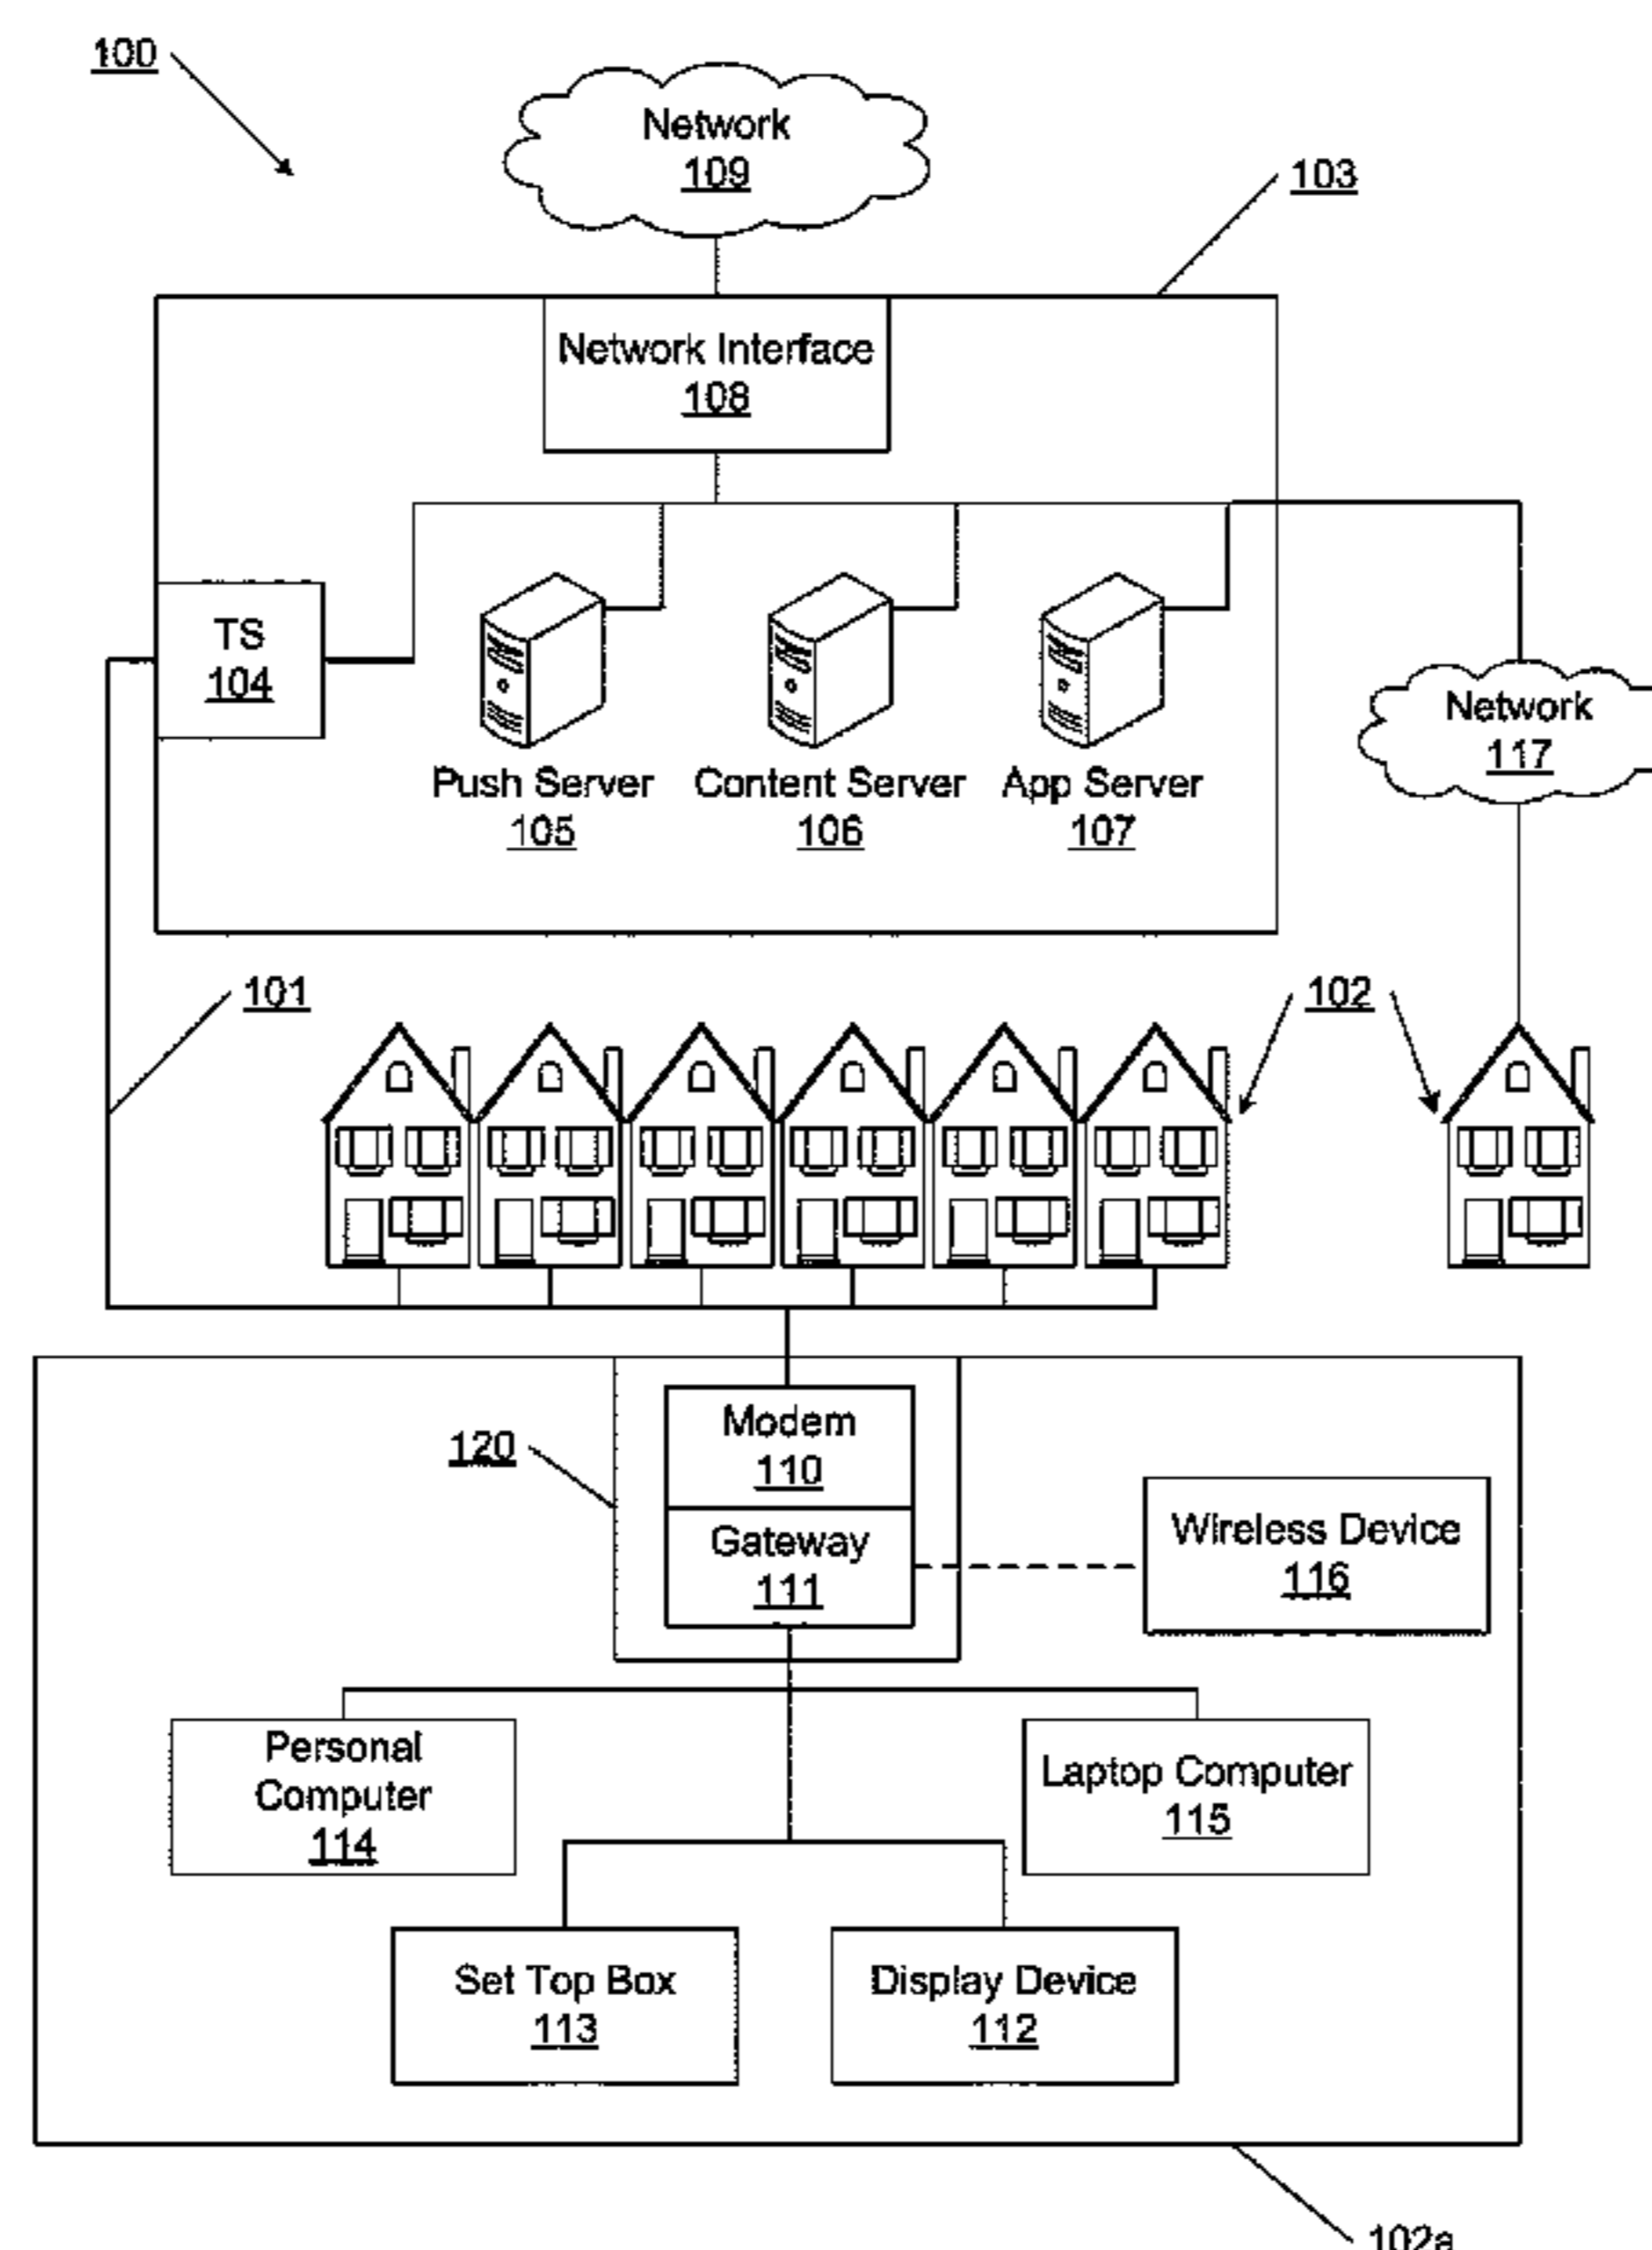 100
Network
109
103
Network Interface
108
TS
104
Push Server
105
Content Server
106
App Server
107
Network
117
101
102
Modem
110
120
Gateway
111
Wireless Device
116
Personal
Computer
114
Laptop Computer
115
Set Top Box
113
Display Device
112
102a